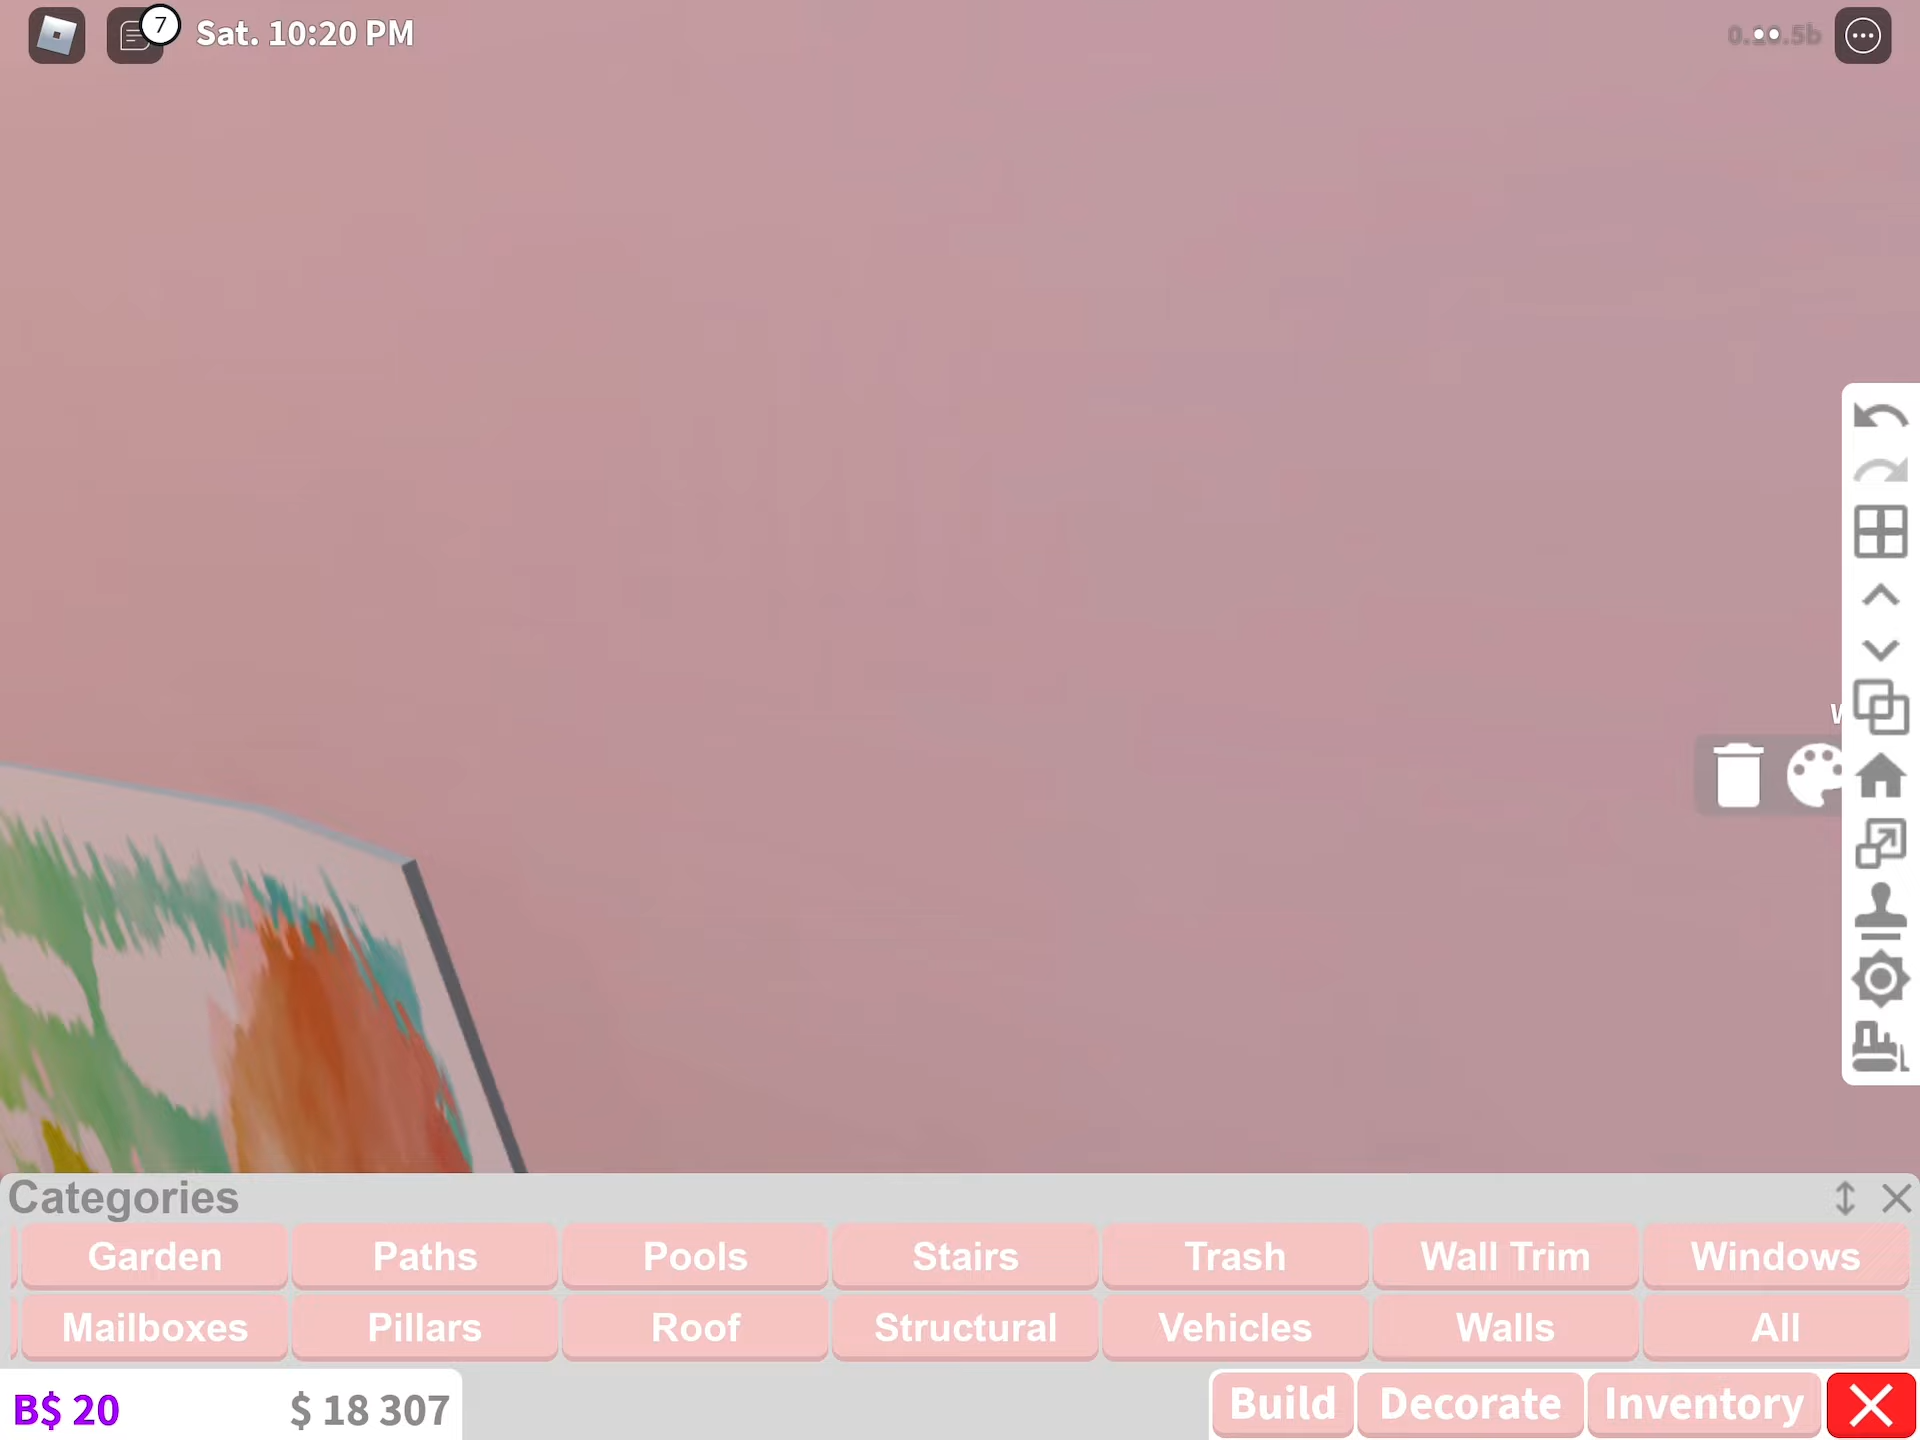 7
Sat. 10:20 PM
Categories
Garden Paths Pools Stairs Trash Wall Trim Windows
Mailboxes Pillars Roof Structural Vehicles Walls All
B$ 20 $ 18 307 Build Decorate Inventory